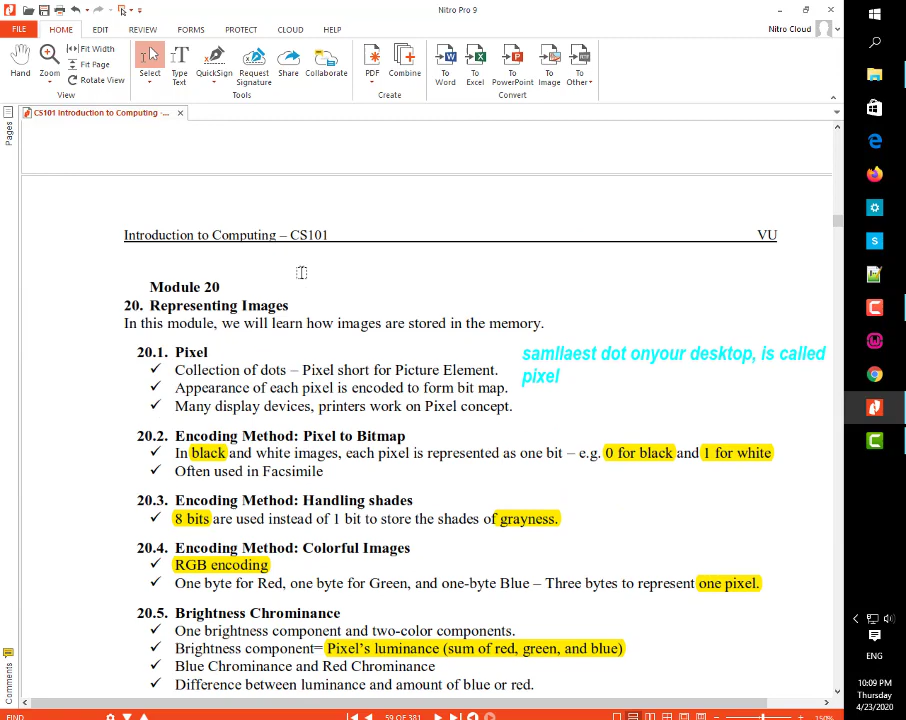 Nitro Pro 9
FILE HOME EDIT REVIEW FORMS PROTECT CLOUD HELP
Nitro Cloud
Hand Zoom Fit Width Fit Page Rotate View
View
Select Type Text QuickSign Request Signature Share Collaborate
Tools
PDF Combine
Create
To Word To Excel To PowerPoint To Image To Other
Convert
CS101 Introduction to Computing -...
Pages
Introduction to Computing – CS101 VU
Module 20
20. Representing Images
In this module, we will learn how images are stored in the memory.
20.1. Pixel
samllaest dot onyour desktop, is called
pixel
✓ Collection of dots – Pixel short for Picture Element.
✓ Appearance of each pixel is encoded to form bit map.
✓ Many display devices, printers work on Pixel concept.
20.2. Encoding Method: Pixel to Bitmap
✓ In black and white images, each pixel is represented as one bit – e.g. 0 for black and 1 for white
✓ Often used in Facsimile
20.3. Encoding Method: Handling shades
✓ 8 bits are used instead of 1 bit to store the shades of grayness.
20.4. Encoding Method: Colorful Images
✓ RGB encoding
✓ One byte for Red, one byte for Green, and one-byte Blue – Three bytes to represent one pixel.
20.5. Brightness Chrominance
✓ One brightness component and two-color components.
✓ Brightness component= Pixel's luminance (sum of red, green, and blue)
✓ Blue Chrominance and Red Chrominance
✓ Difference between luminance and amount of blue or red.
Comments
FIND
59 OF 381
150%
ENG
10:09 PM
Thursday
4/23/2020